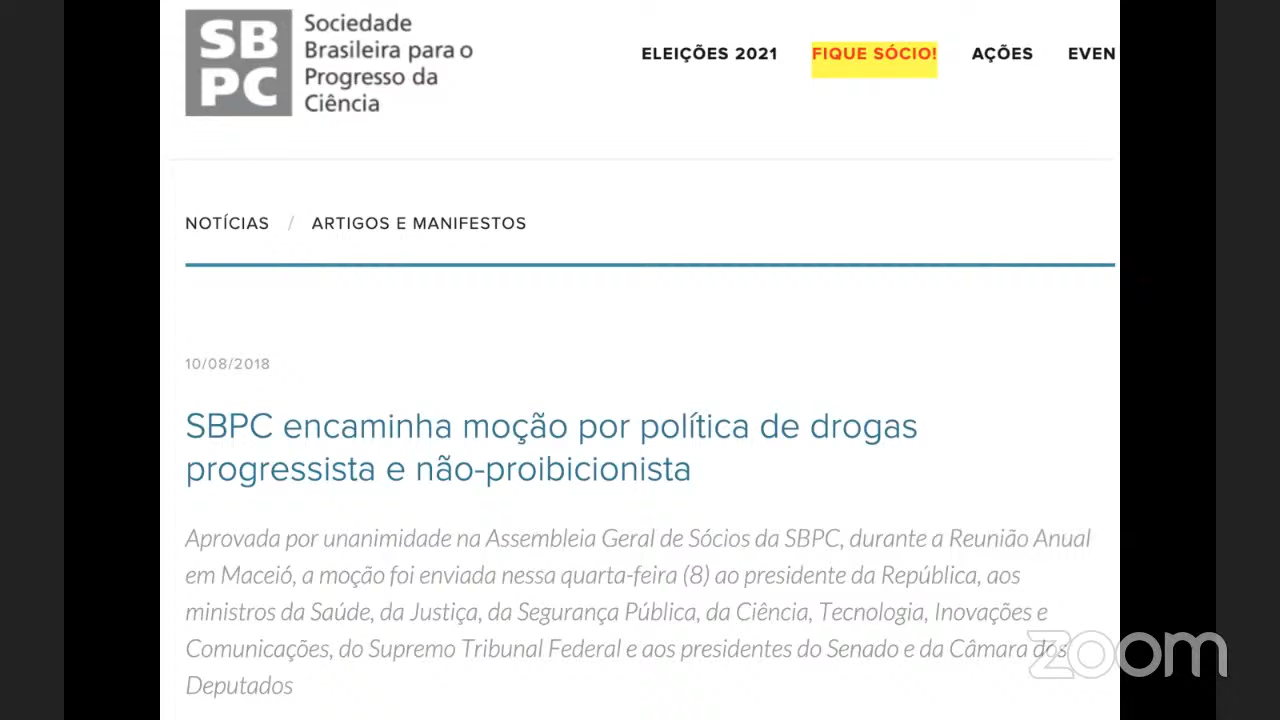 SB
PC
Sociedade
Brasileira para o
Progresso da
Ciência
ELEIÇÕES 2021 FIQUE SÓCIO! AÇÕES EVEN
NOTÍCIAS / ARTIGOS E MANIFESTOS
10/08/2018
SBPC encaminha moção por política de drogas
progressista e não-proibicionista
Aprovada por unanimidade na Assembleia Geral de Sócios da SBPC, durante a Reunião Anual
em Maceió, a moção foi enviada nessa quarta-feira (8) ao presidente da República, aos
ministros da Saúde, da Justiça, da Segurança Pública, da Ciência, Tecnologia, Inovações e
Comunicações, do Supremo Tribunal Federal e aos presidentes do Senado e da Câmara dos
Deputados
zoom